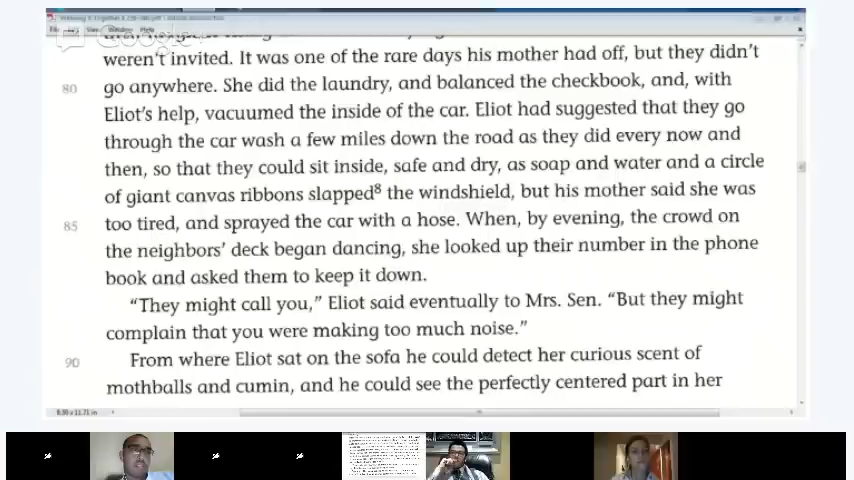 File
View
Window
Help
Google+
weren't invited. It was one of the rare days his mother had off, but they didn't
80 go anywhere. She did the laundry, and balanced the checkbook, and, with
Eliot's help, vacuumed the inside of the car. Eliot had suggested that they go
through the car wash a few miles down the road as they did every now and
then, so that they could sit inside, safe and dry, as soap and water and a circle
of giant canvas ribbons slapped⁸ the windshield, but his mother said she was
85 too tired, and sprayed the car with a hose. When, by evening, the crowd on
the neighbors' deck began dancing, she looked up their number in the phone
book and asked them to keep it down.
"They might call you," Eliot said eventually to Mrs. Sen. "But they might
complain that you were making too much noise."
90 From where Eliot sat on the sofa he could detect her curious scent of
mothballs and cumin, and he could see the perfectly centered part in her